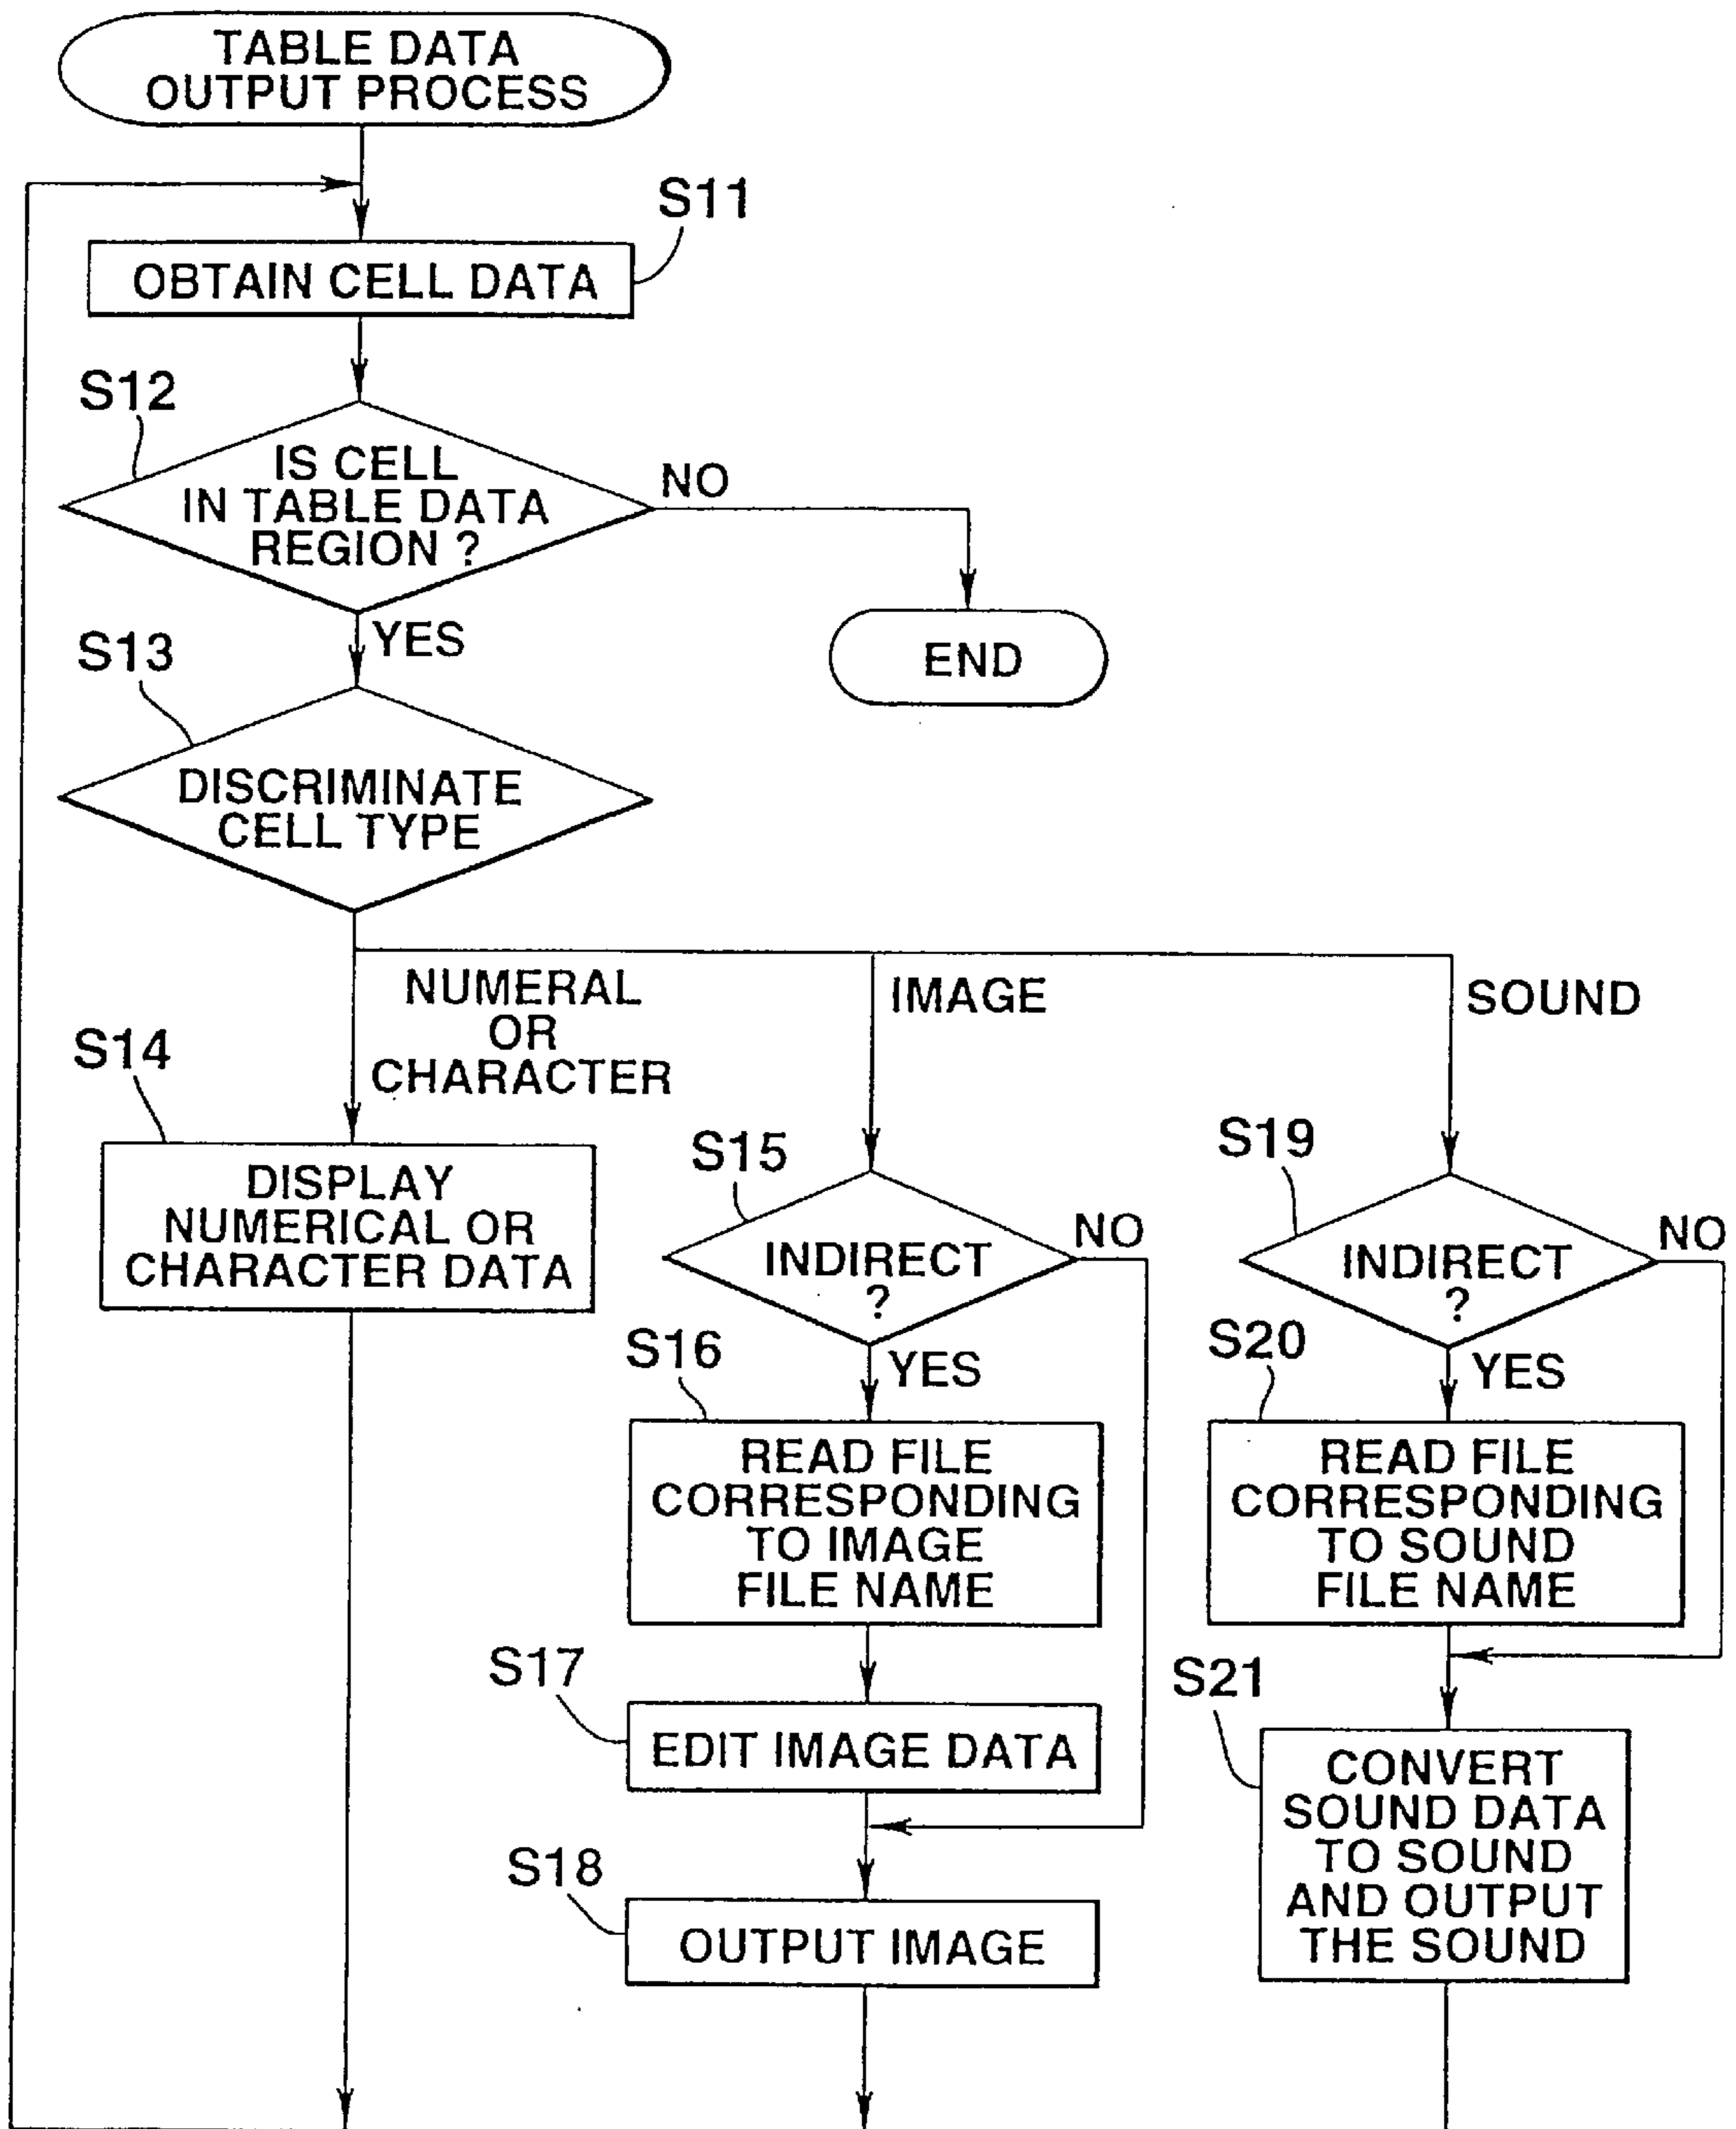 TABLE DATA
OUTPUT PROCESS
S11
OBTAIN CELL DATA
S12
IS CELL
IN TABLE DATA
REGION ?
NO
END
YES
S13
DISCRIMINATE
CELL TYPE
NUMERAL
OR
CHARACTER
IMAGE
SOUND
S14
DISPLAY
NUMERICAL OR
CHARACTER DATA
S15
INDIRECT
?
NO
YES
S16
READ FILE
CORRESPONDING
TO IMAGE
FILE NAME
S17
EDIT IMAGE DATA
S18
OUTPUT IMAGE
S19
INDIRECT
?
NO
YES
S20
READ FILE
CORRESPONDING
TO SOUND
FILE NAME
S21
CONVERT
SOUND DATA
TO SOUND
AND OUTPUT
THE SOUND